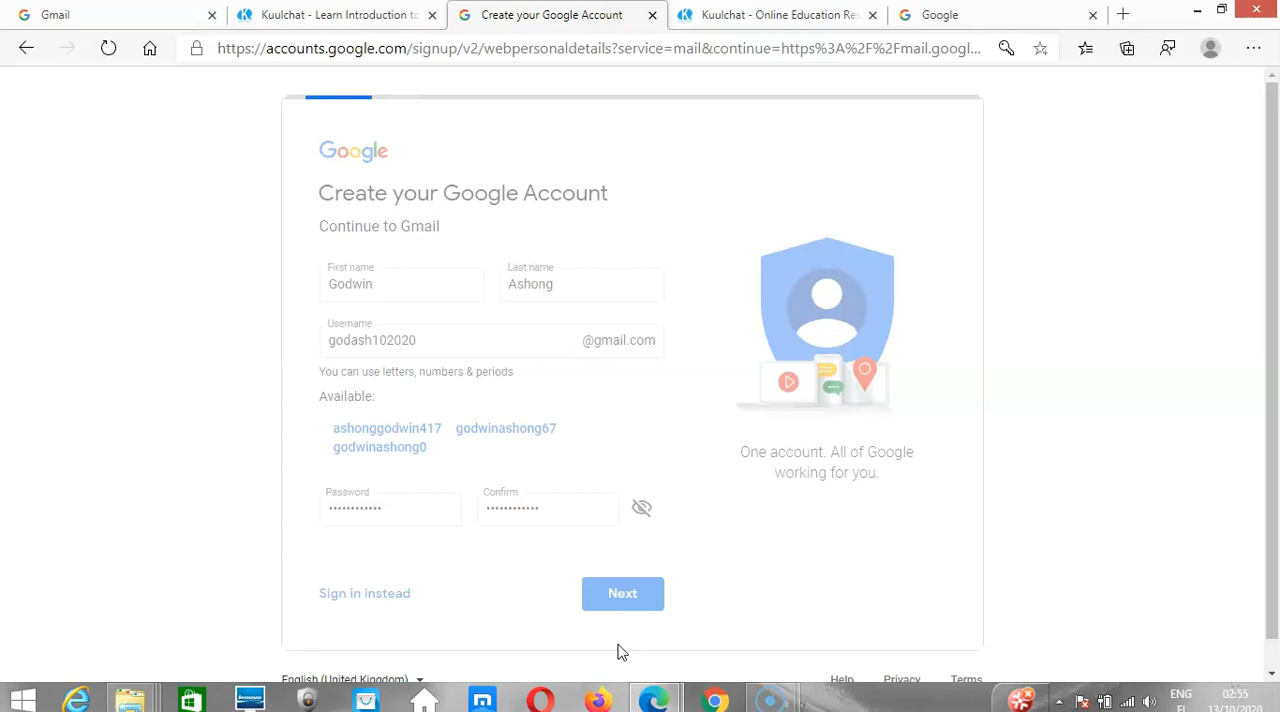 Gmail
Kuulchat - Learn Introduction to
Create your Google Account
Kuulchat - Online Education Res
Google
https://accounts.google.com/signup/v2/webpersonaldetails?service=mail&continue=https%3A%2F%2Fmail.googl...
Google
Create your Google Account
Continue to Gmail
First name
Last name
Godwin
Ashong
Username
godash102020
@gmail.com
You can use letters, numbers & periods
Available:
ashonggodwin417
godwinashong67
godwinashong0
Password
Confirm
••••••••••••
••••••••••••
One account. All of Google
working for you.
Sign in instead
Next
English (United Kingdom)
Help
Privacy
Terms
lenovo
ENG
02:55
13/10/2020